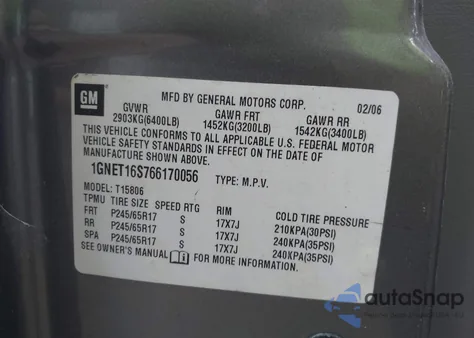 GM
MFD BY GENERAL MOTORS CORP. 02/06
GVWR GAWR FRT GAWR RR
2903KG(6400LB) 1452KG(3200LB) 1542KG(3400LB)
THIS VEHICLE CONFORMS TO ALL APPLICABLE U.S. FEDERAL MOTOR
VEHICLE SAFETY STANDARDS IN EFFECT ON THE DATE OF
MANUFACTURE SHOWN ABOVE.
1GNET16S766170056 TYPE: M.P.V.
MODEL: T15806
TPMU TIRE SIZE SPEED RTG RIM COLD TIRE PRESSURE
FRT P245/65R17 S 17X7J 210KPA(30PSI)
RR P245/65R17 S 17X7J 240KPA(35PSI)
SPA P245/65R17 S 17X7J 240KPA(35PSI)
SEE OWNER'S MANUAL FOR MORE INFORMATION.
autoSnap